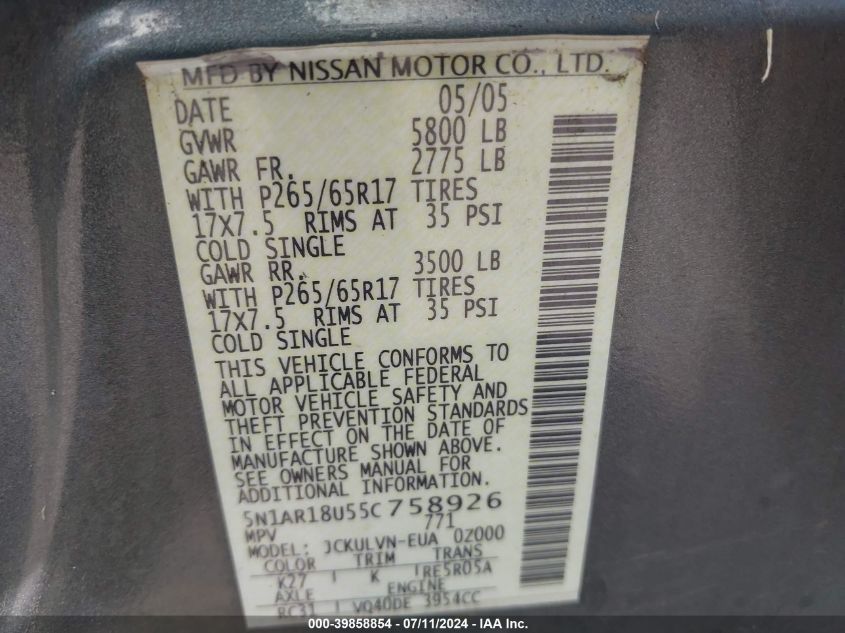 MFD BY NISSAN MOTOR CO., LTD.
DATE 05/05
GVWR 5800 LB
GAWR FR. 2775 LB
WITH P265/65R17 TIRES
17X7.5 RIMS AT 35 PSI
COLD SINGLE
GAWR RR. 3500 LB
WITH P265/65R17 TIRES
17X7.5 RIMS AT 35 PSI
COLD SINGLE
THIS VEHICLE CONFORMS TO
ALL APPLICABLE FEDERAL
MOTOR VEHICLE SAFETY AND
THEFT PREVENTION STANDARDS
IN EFFECT ON THE DATE OF
MANUFACTURE SHOWN ABOVE.
SEE OWNERS MANUAL FOR
ADDITIONAL INFORMATION
5N1AR18U55C758926
MPV 771
MODEL: JCKULVN-EUA 0Z000
COLOR TRIM TRANS
K27 K RE5R05A
AXLE ENGINE
RC31 VQ40DE 3954CC
000-39858854 - 07/11/2024 - IAA Inc.